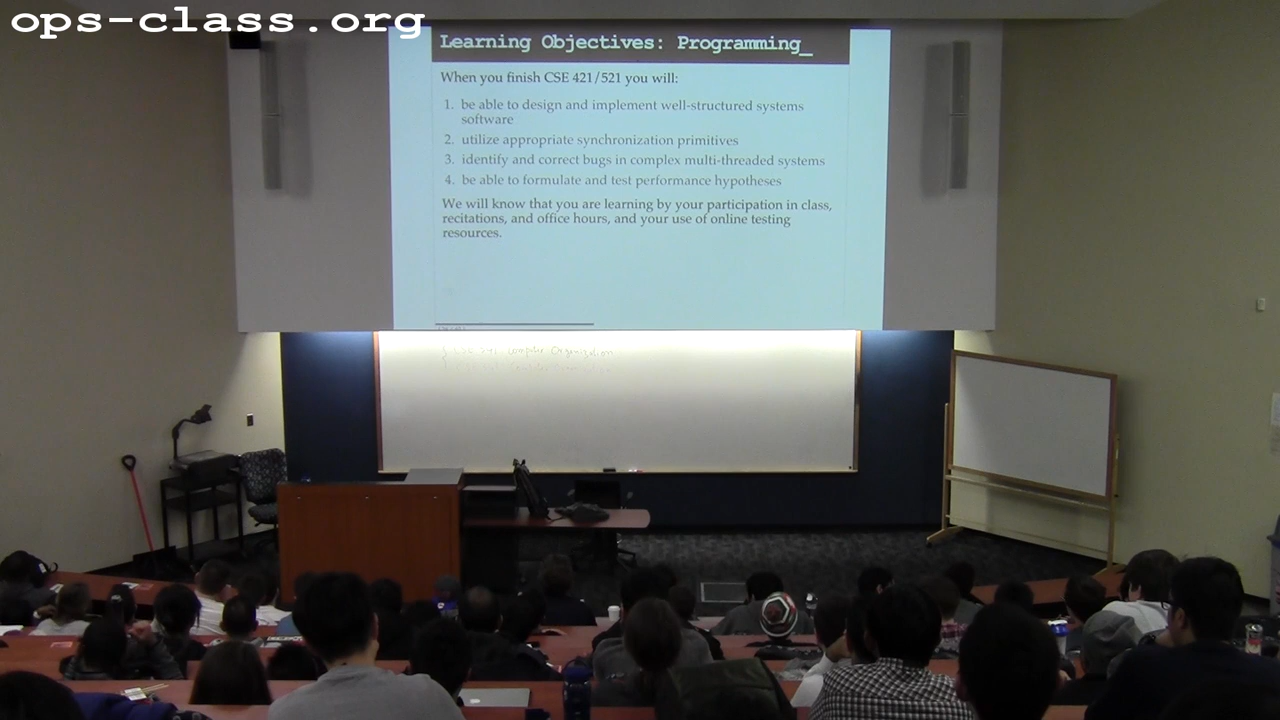 ops-class.org
Learning Objectives: Programming_
When you finish CSE 421/521 you will:
1. be able to design and implement well-structured systems
software
2. utilize appropriate synchronization primitives
3. identify and correct bugs in complex multi-threaded systems
4. be able to formulate and test performance hypotheses
We will know that you are learning by your participation in class,
recitations, and office hours, and your use of online testing
resources.
Computer Organization